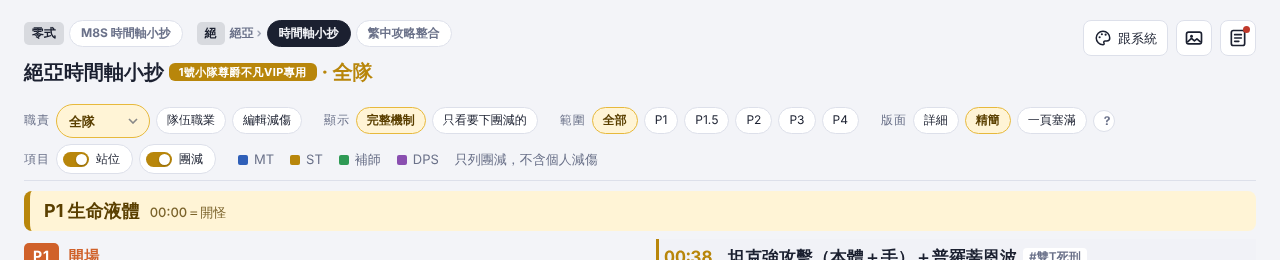 零式 M8S 時間軸小抄 絕 絕亞 › 時間軸小抄 繁中攻略整合 跟系統
絕亞時間軸小抄 1號小隊尊爵不凡VIP專用 · 全隊
職責 全隊 隊伍職業 編輯減傷 顯示 完整機制 只看要下團減的 範圍 全部 P1 P1.5 P2 P3 P4 版面 詳細 精簡 一頁塞滿 ?
項目 站位 團減 MT ST 補師 DPS 只列團減，不含個人減傷
P1 生命液體 00:00 = 開怪
P1 開場
00:38 坦克強攻擊（本體＋手）＋普羅蒂恩波 #雙T死刑